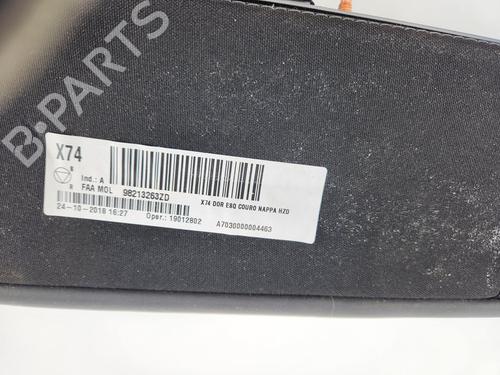 B-PARTS
X74
Ind.: A
FAA MOL 98213263ZD
24-10-2018 16:27 Oper.: 19012802
X74 DOR ESQ COURO NAPPA HZD
A7030000004463